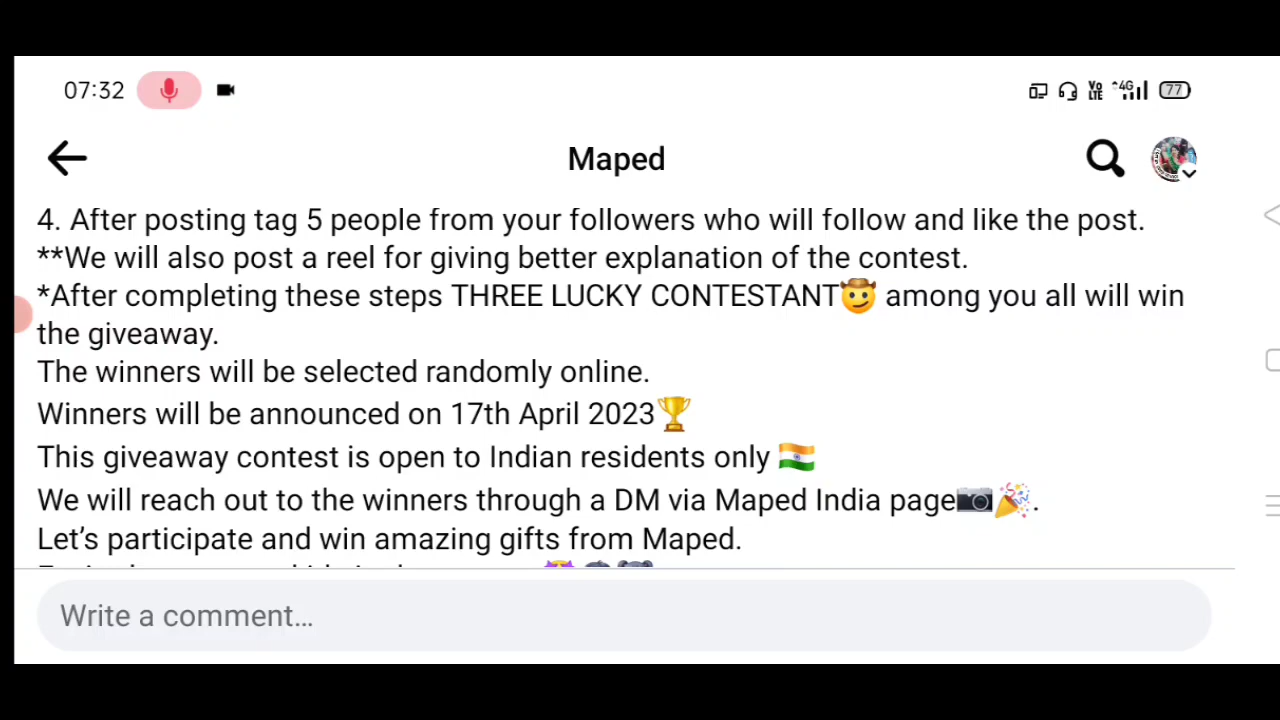 07:32 Vo LTE 4G 77
Maped
4. After posting tag 5 people from your followers who will follow and like the post.
**We will also post a reel for giving better explanation of the contest.
*After completing these steps THREE LUCKY CONTESTANT🤠 among you all will win
the giveaway.
The winners will be selected randomly online.
Winners will be announced on 17th April 2023🏆
This giveaway contest is open to Indian residents only 🇮🇳
We will reach out to the winners through a DM via Maped India page📷🎉.
Let’s participate and win amazing gifts from Maped.
Write a comment...